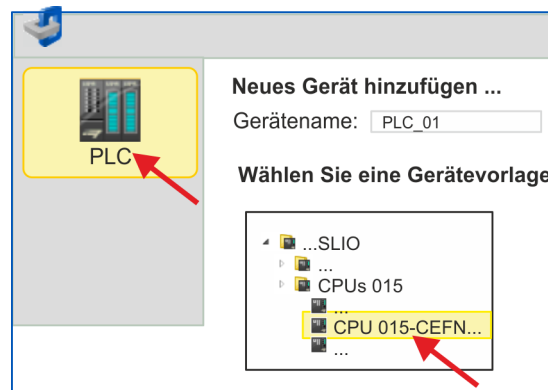 PLC
Neues Gerät hinzufügen ...
Gerätename: PLC_01
Wählen Sie eine Gerätevorlage
...SLIO
...
CPUs 015
...
CPU 015-CEFN...
...